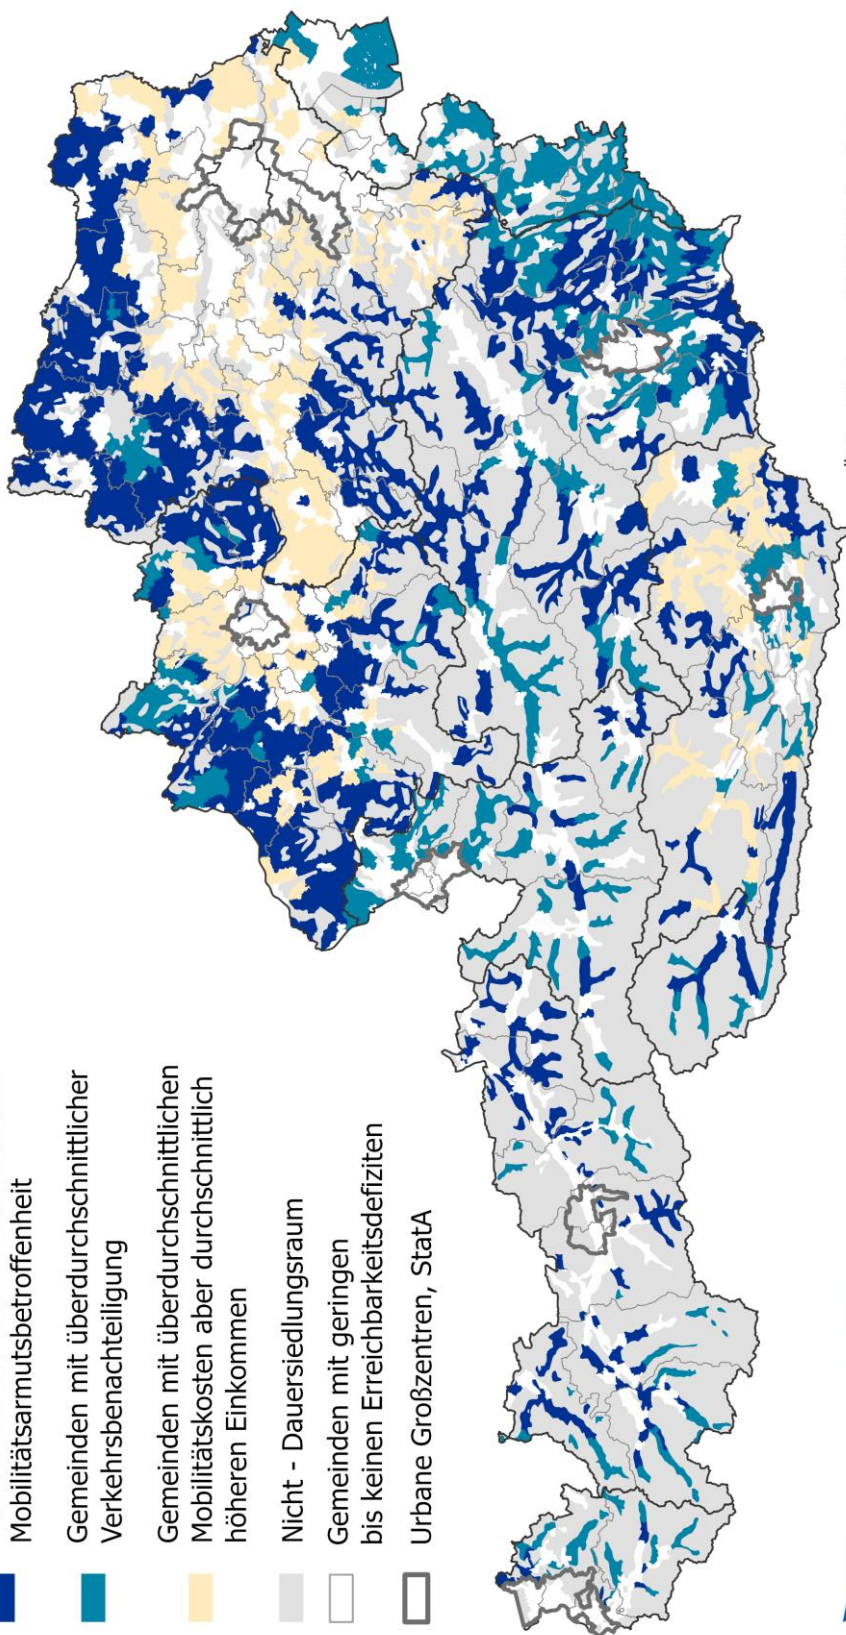 Mobilitätsarmutsbetroffenheit
Gemeinden mit überdurchschnittlicher
Verkehrsbenachteiligung
Gemeinden mit überdurchschnittlichen
Mobilitätskosten aber durchschnittlich
höheren Einkommen
Nicht - Dauersiedlungsraum
Gemeinden mit geringen
bis keinen Erreichbarkeitsdefiziten
Urbane Großzentren, StatA